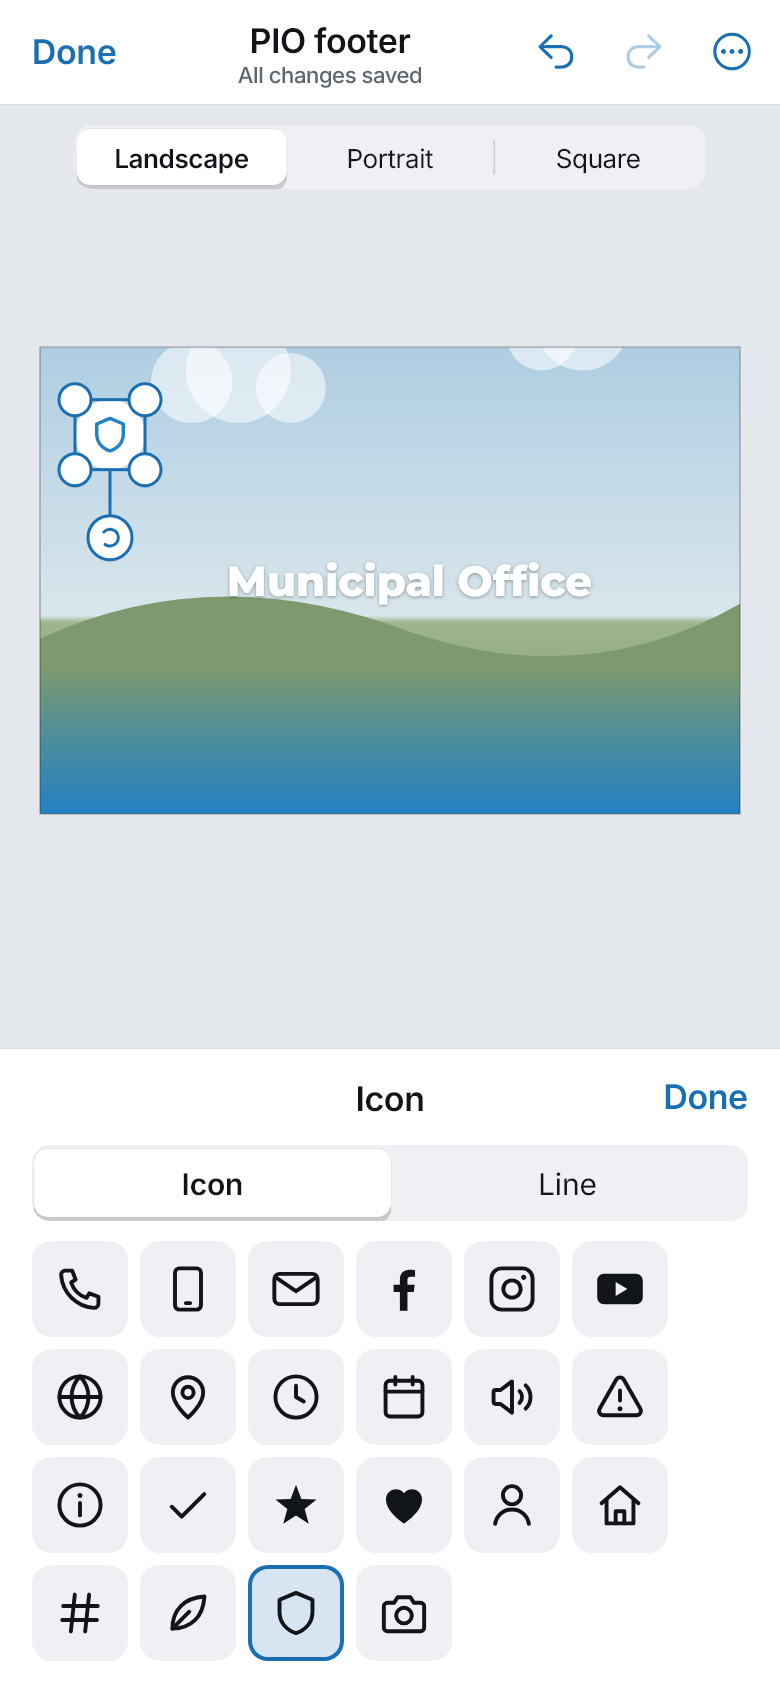 Done
PIO footer
All changes saved
Landscape
Portrait
Square
Municipal Office
Icon
Done
Icon
Line